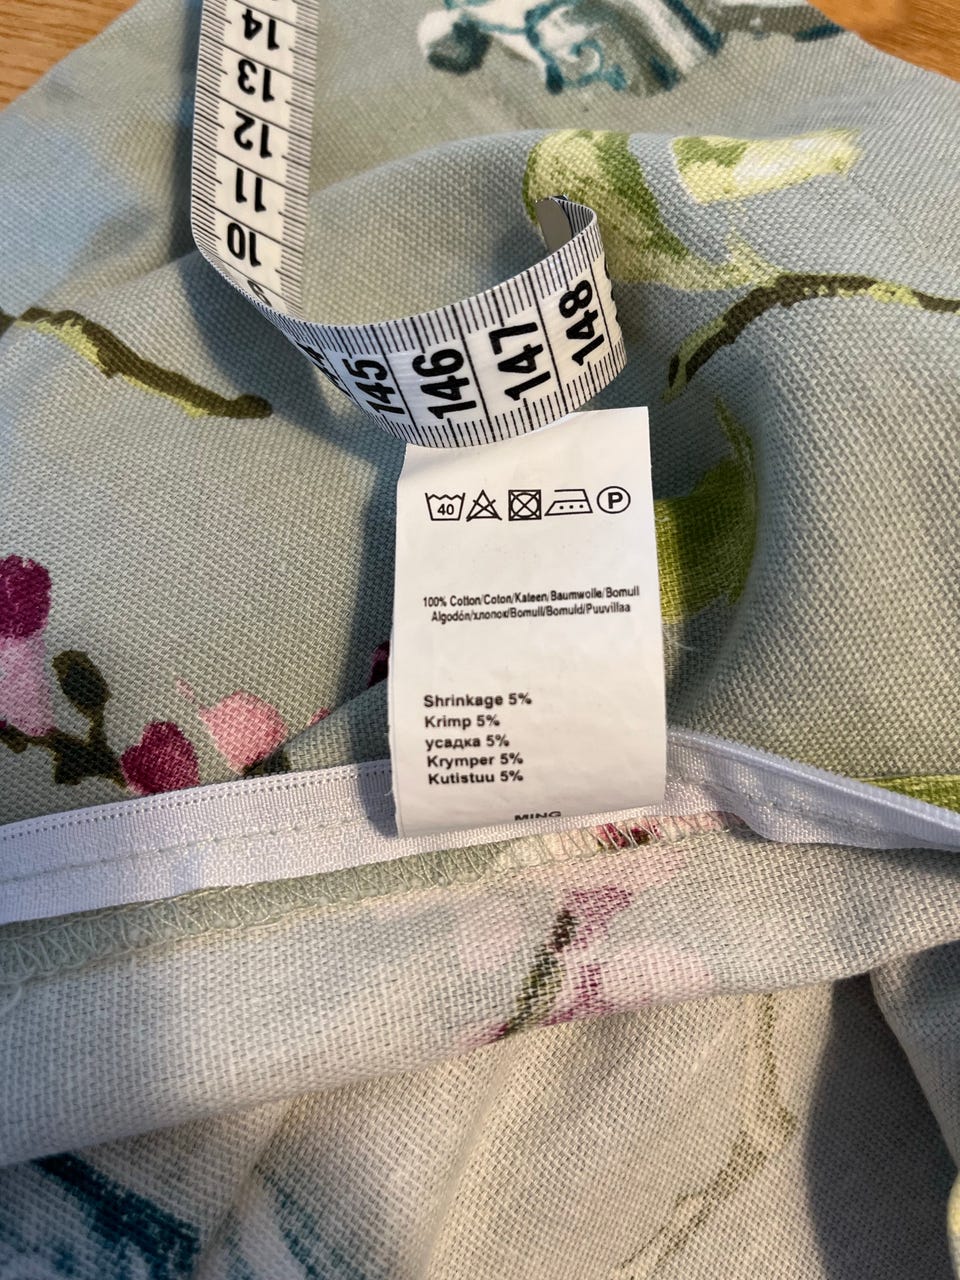 14
13
12
11
10
145
146
147
148
40
P
100% Cotton/Coton/Kateen/Baumwolle/Bomull
Algodón/хлопок/Bomull/Bomuld/Puuvillaa
Shrinkage 5%
Krimp 5%
усадка 5%
Krymper 5%
Kutistuu 5%
MING